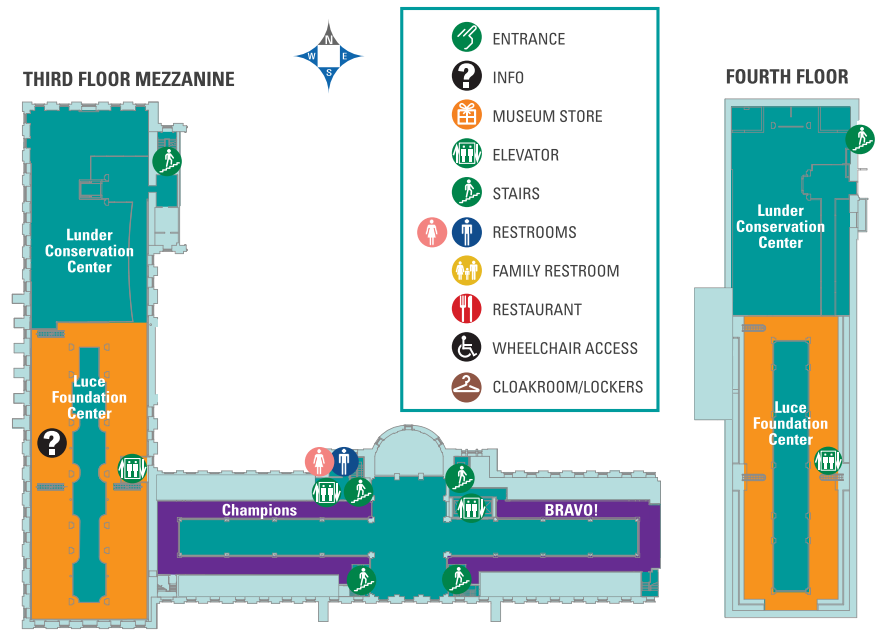 THIRD FLOOR MEZZANINE
N
W
E
S
ENTRANCE
? INFO
MUSEUM STORE
ELEVATOR
STAIRS
RESTROOMS
FAMILY RESTROOM
RESTAURANT
WHEELCHAIR ACCESS
CLOAKROOM/LOCKERS
FOURTH FLOOR
Lunder
Conservation
Center
Luce
Foundation
Center
?
Champions
BRAVO!
Lunder
Conservation
Center
Luce
Foundation
Center